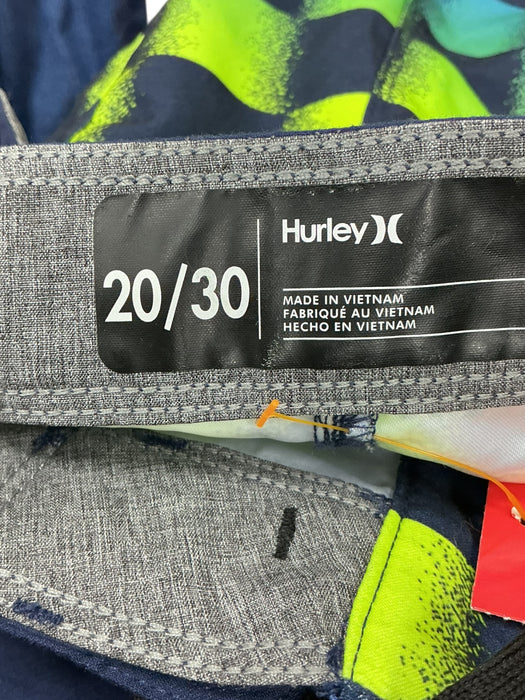 20/30
Hurley
MADE IN VIETNAM
FABRIQUÉ AU VIETNAM
HECHO EN VIETNAM